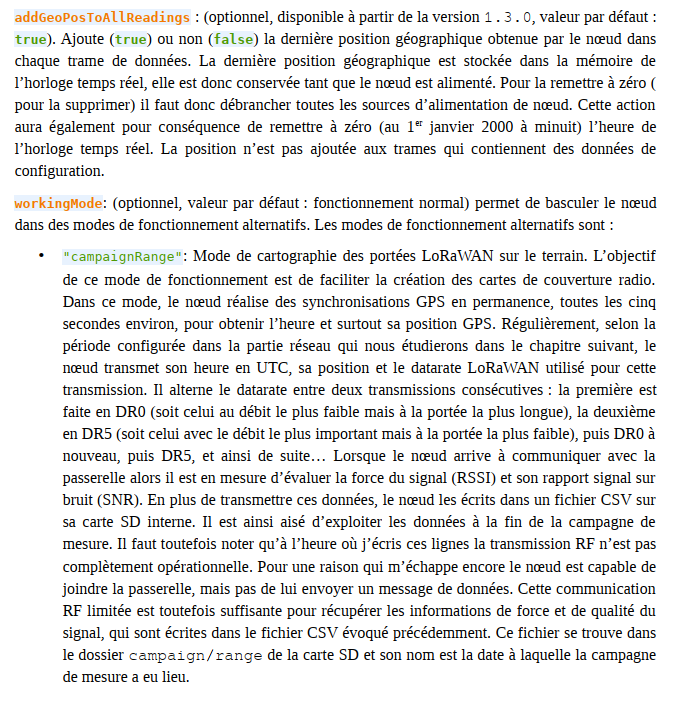 addGeoPosToAllReadings : (optionnel, disponible à partir de la version 1.3.0, valeur par défaut :
true). Ajoute (true) ou non (false) la dernière position géographique obtenue par le nœud dans
chaque trame de données. La dernière position géographique est stockée dans la mémoire de
l’horloge temps réel, elle est donc conservée tant que le nœud est alimenté. Pour la remettre à zéro (
pour la supprimer) il faut donc débrancher toutes les sources d’alimentation de nœud. Cette action
aura également pour conséquence de remettre à zéro (au 1er janvier 2000 à minuit) l’heure de
l’horloge temps réel. La position n’est pas ajoutée aux trames qui contiennent des données de
configuration.
workingMode: (optionnel, valeur par défaut : fonctionnement normal) permet de basculer le nœud
dans des modes de fonctionnement alternatifs. Les modes de fonctionnement alternatifs sont :
• "campaignRange": Mode de cartographie des portées LoRaWAN sur le terrain. L’objectif
de ce mode de fonctionnement est de faciliter la création des cartes de couverture radio.
Dans ce mode, le nœud réalise des synchronisations GPS en permanence, toutes les cinq
secondes environ, pour obtenir l’heure et surtout sa position GPS. Régulièrement, selon la
période configurée dans la partie réseau qui nous étudierons dans le chapitre suivant, le
nœud transmet son heure en UTC, sa position et le datarate LoRaWAN utilisé pour cette
transmission. Il alterne le datarate entre deux transmissions consécutives : la première est
faite en DR0 (soit celui au débit le plus faible mais à la portée la plus longue), la deuxième
en DR5 (soit celui avec le débit le plus important mais à la portée la plus faible), puis DR0 à
nouveau, puis DR5, et ainsi de suite… Lorsque le nœud arrive à communiquer avec la
passerelle alors il est en mesure d’évaluer la force du signal (RSSI) et son rapport signal sur
bruit (SNR). En plus de transmettre ces données, le nœud les écrits dans un fichier CSV sur
sa carte SD interne. Il est ainsi aisé d’exploiter les données à la fin de la campagne de
mesure. Il faut toutefois noter qu’à l’heure où j’écris ces lignes la transmission RF n’est pas
complètement opérationnelle. Pour une raison qui m’échappe encore le nœud est capable de
joindre la passerelle, mais pas de lui envoyer un message de données. Cette communication
RF limitée est toutefois suffisante pour récupérer les informations de force et de qualité du
signal, qui sont écrites dans le fichier CSV évoqué précédemment. Ce fichier se trouve dans
le dossier campaign/range de la carte SD et son nom est la date à laquelle la campagne
de mesure a eu lieu.